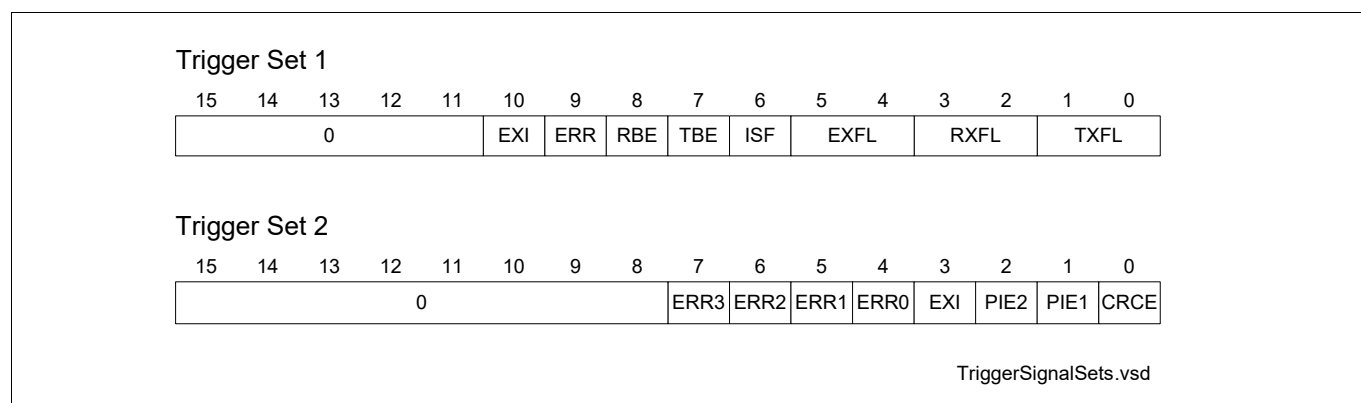 Trigger Set 1
15 14 13 12 11 10 9 8 7 6 5 4 3 2 1 0
0 EXI ERR RBE TBE ISF EXFL RXFL TXFL
Trigger Set 2
15 14 13 12 11 10 9 8 7 6 5 4 3 2 1 0
0 ERR3 ERR2 ERR1 ERR0 EXI PIE2 PIE1 CRCE
TriggerSignalSets.vsd